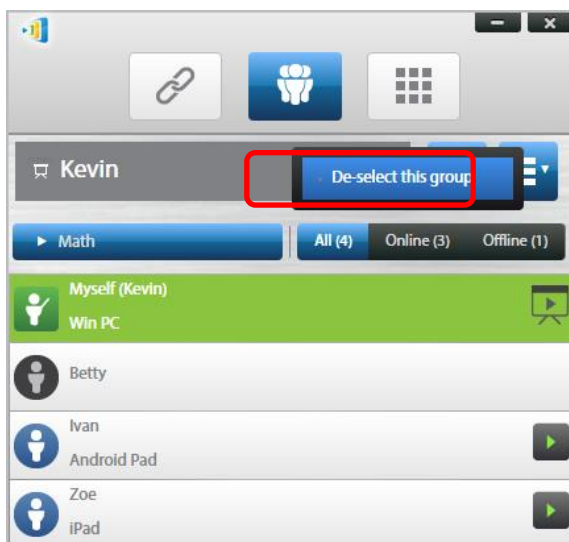 Kevin
De-select this group
Math
All (4) Online (3) Offline (1)
Myself (Kevin)
Win PC
Betty
Ivan
Android Pad
Zoe
iPad